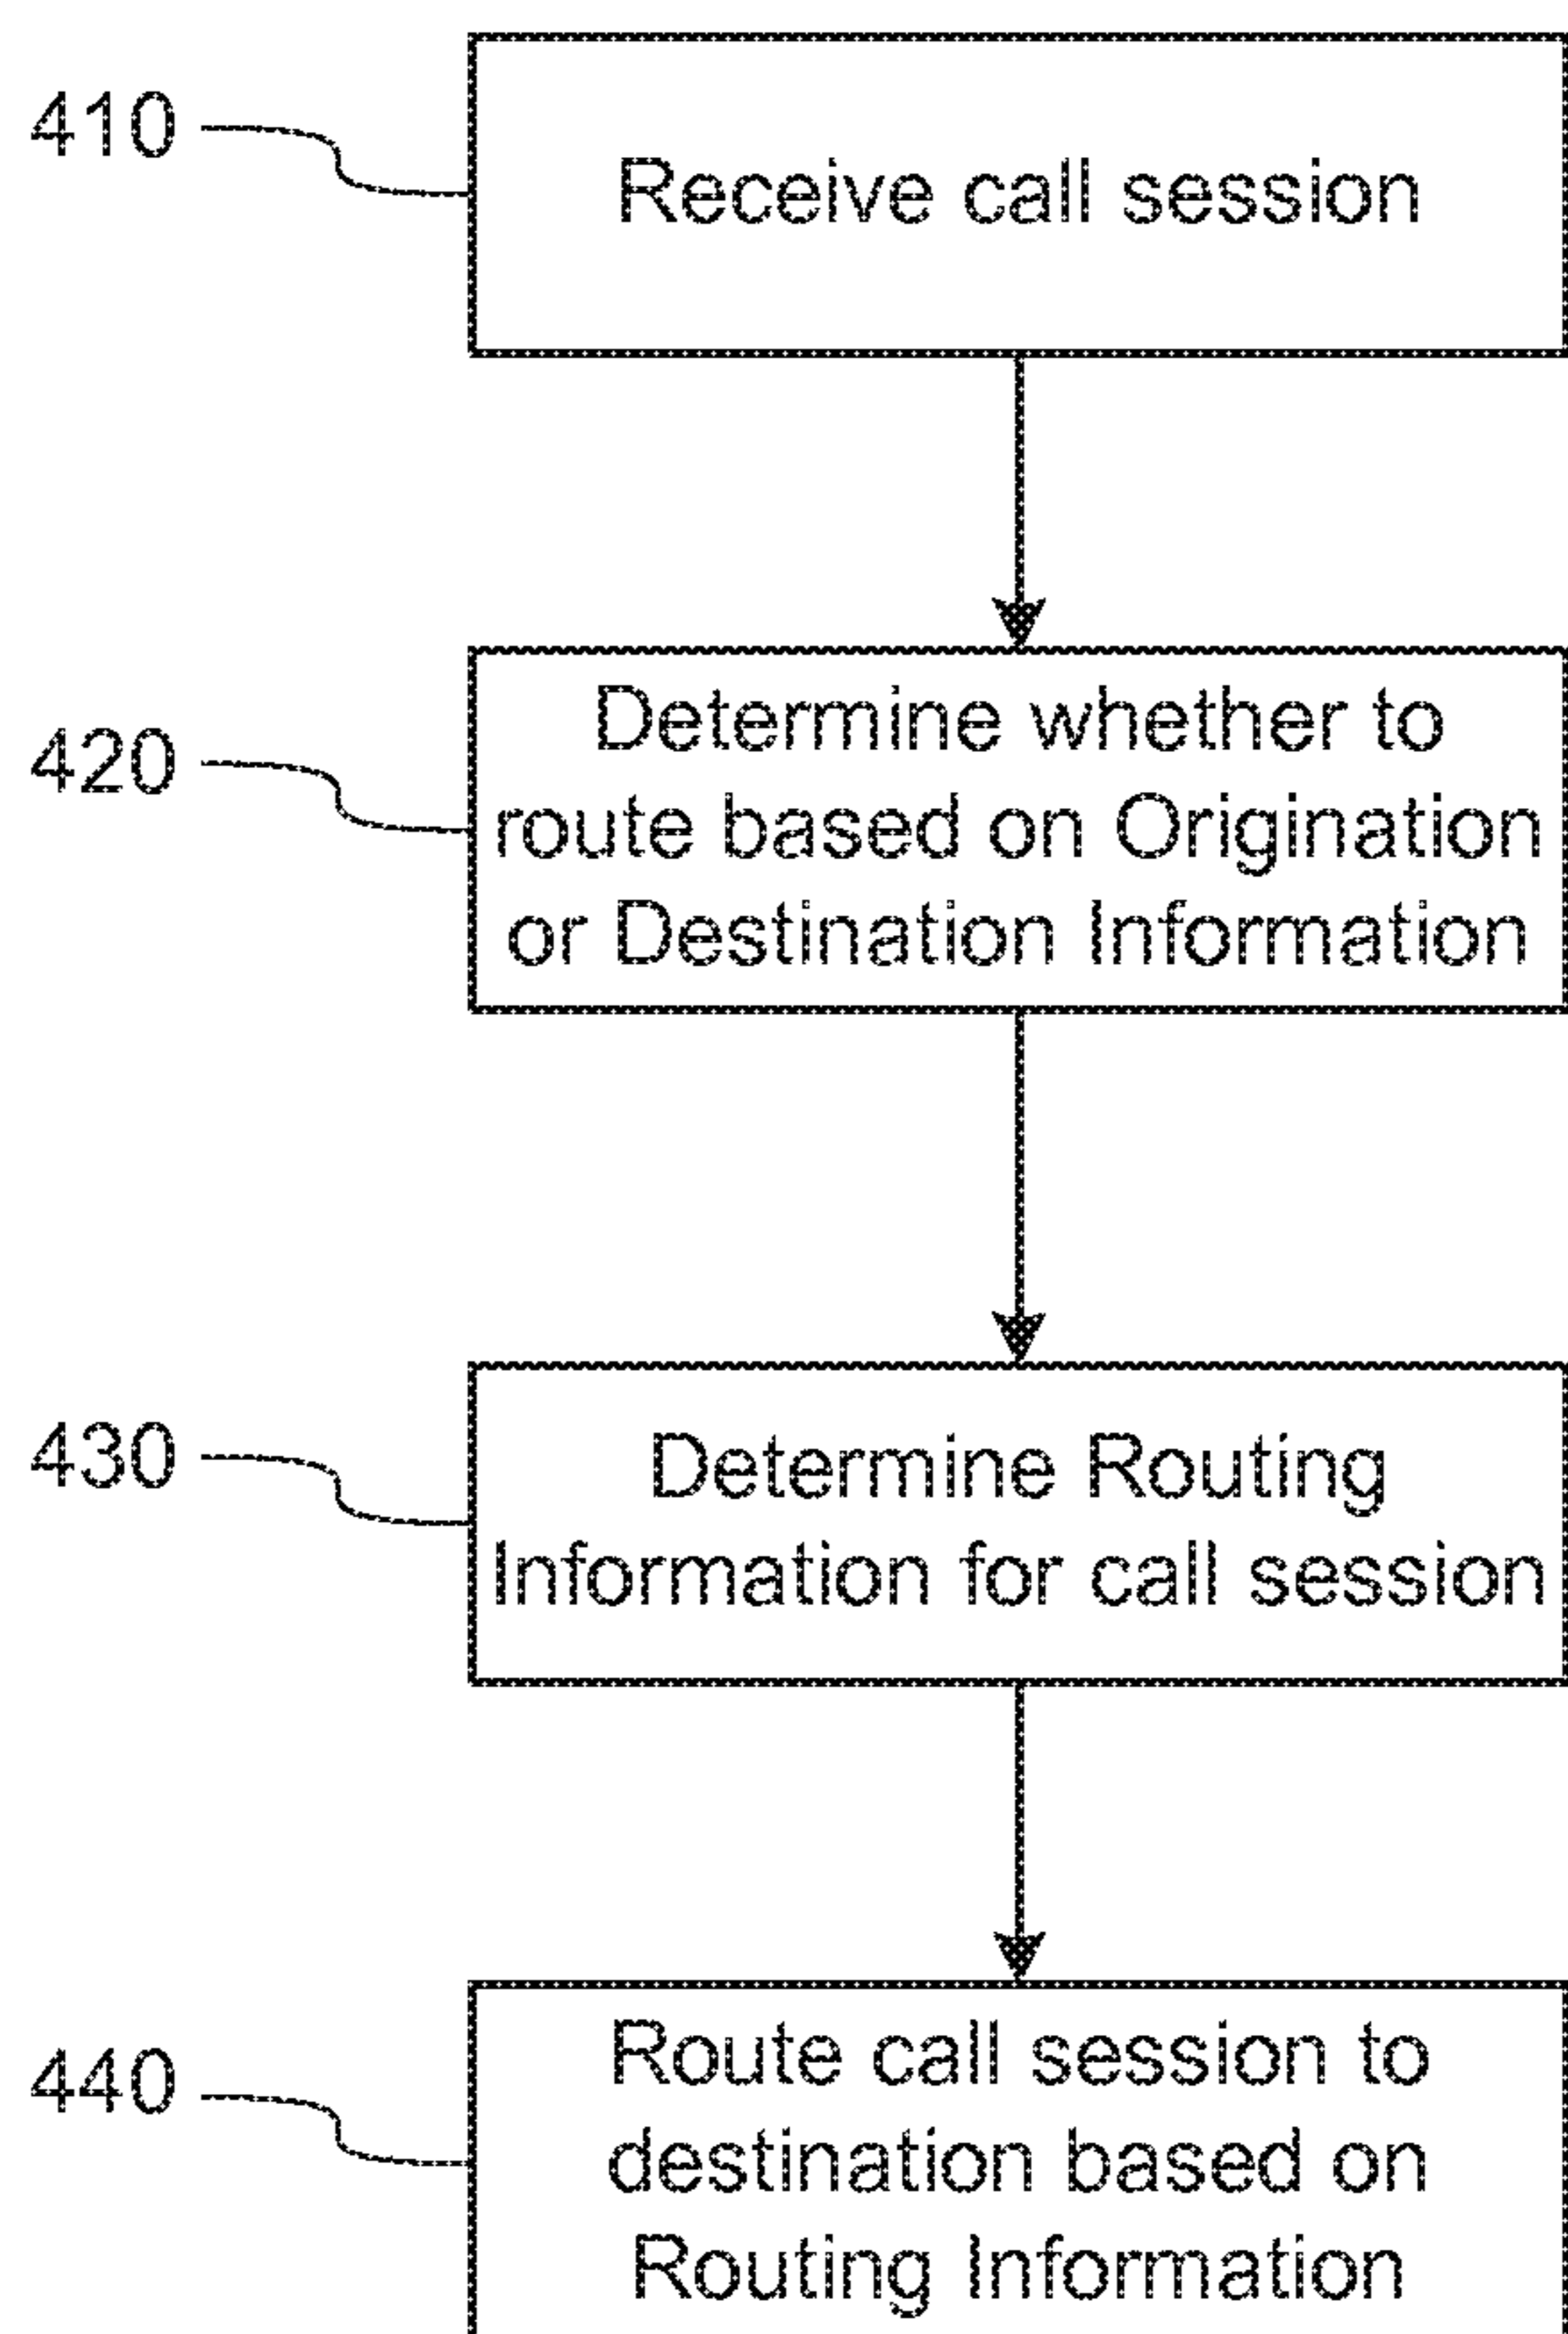 410
Receive call session
420
Determine whether to
route based on Origination
or Destination Information
430
Determine Routing
Information for call session
440
Route call session to
destination based on
Routing Information